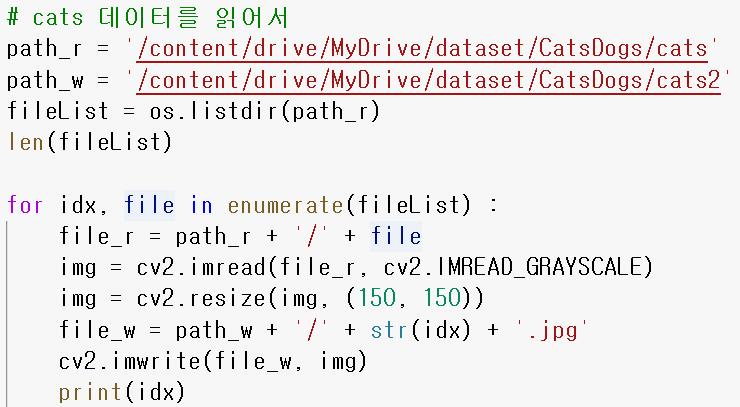 # cats 데이터를 읽어서
path_r = '/content/drive/MyDrive/dataset/CatsDogs/cats'
path_w = '/content/drive/MyDrive/dataset/CatsDogs/cats2'
fileList = os.listdir(path_r)
len(fileList)

for idx, file in enumerate(fileList) :
    file_r = path_r + '/' + file
    img = cv2.imread(file_r, cv2.IMREAD_GRAYSCALE)
    img = cv2.resize(img, (150, 150))
    file_w = path_w + '/' + str(idx) + '.jpg'
    cv2.imwrite(file_w, img)
    print(idx)